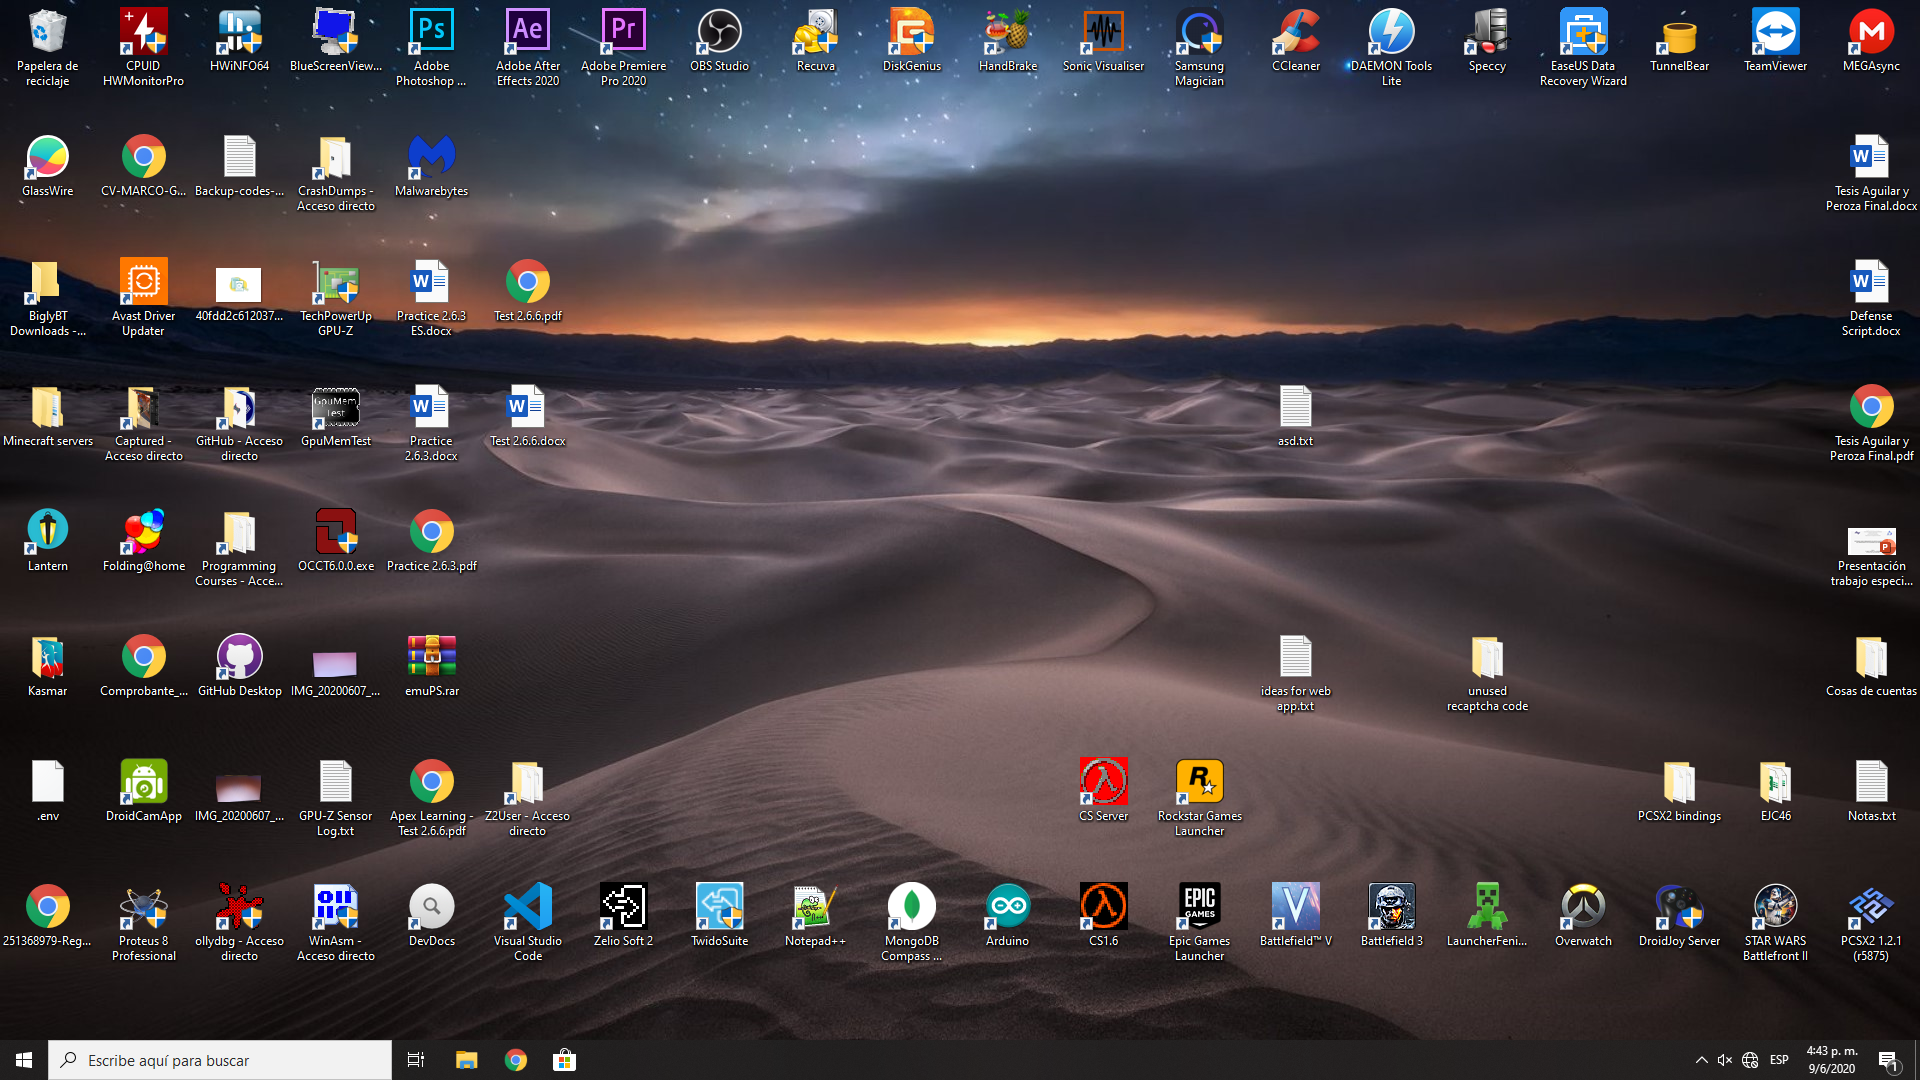 Papelera de
reciclaje
CPUID
HWMonitorPro
HWiNFO64
BlueScreenView...
Ps
Adobe
Photoshop ...
Ae
Adobe After
Effects 2020
Pr
Adobe Premiere
Pro 2020
OBS Studio
Recuva
DiskGenius
HandBrake
Sonic Visualiser
Samsung
Magician
CCleaner
DAEMON Tools
Lite
Speccy
EaseUS Data
Recovery Wizard
TunnelBear
TeamViewer
MEGAsync
GlassWire
CV-MARCO-G...
Backup-codes-...
CrashDumps -
Acceso directo
Malwarebytes
Tesis Aguilar y
Peroza Final.docx
BiglyBT
Downloads -...
Avast Driver
Updater
40fdd2c612037...
TechPowerUp
GPU-Z
Practice 2.6.3
ES.docx
Test 2.6.6.pdf
Defense
Script.docx
Minecraft servers
Captured -
Acceso directo
GitHub - Acceso
directo
GpuMem
Test
GpuMemTest
Practice
2.6.3.docx
Test 2.6.6.docx
asd.txt
Tesis Aguilar y
Peroza Final.pdf
Lantern
Folding@home
Programming
Courses - Acce...
OCCT6.0.0.exe
Practice 2.6.3.pdf
Presentación
trabajo especi...
Kasmar
Comprobante_...
GitHub Desktop
IMG_20200607_...
emuPS.rar
ideas for web
app.txt
unused
recaptcha code
Cosas de cuentas
.env
DroidCamApp
IMG_20200607_...
GPU-Z Sensor
Log.txt
Apex Learning -
Test 2.6.6.pdf
Z2User - Acceso
directo
CS Server
Rockstar Games
Launcher
PCSX2 bindings
EJC46
Notas.txt
251368979-Reg...
Proteus 8
Professional
ollydbg - Acceso
directo
WinAsm -
Acceso directo
DevDocs
Visual Studio
Code
Zelio Soft 2
TwidoSuite
Notepad++
MongoDB
Compass ...
Arduino
CS1.6
EPIC
GAMES
Epic Games
Launcher
V
Battlefield™ V
Battlefield 3
LauncherFeni...
Overwatch
DroidJoy Server
STAR WARS
Battlefront II
PCSX2 1.2.1
(r5875)
Escribe aquí para buscar
ESP
4:43 p. m.
9/6/2020
1